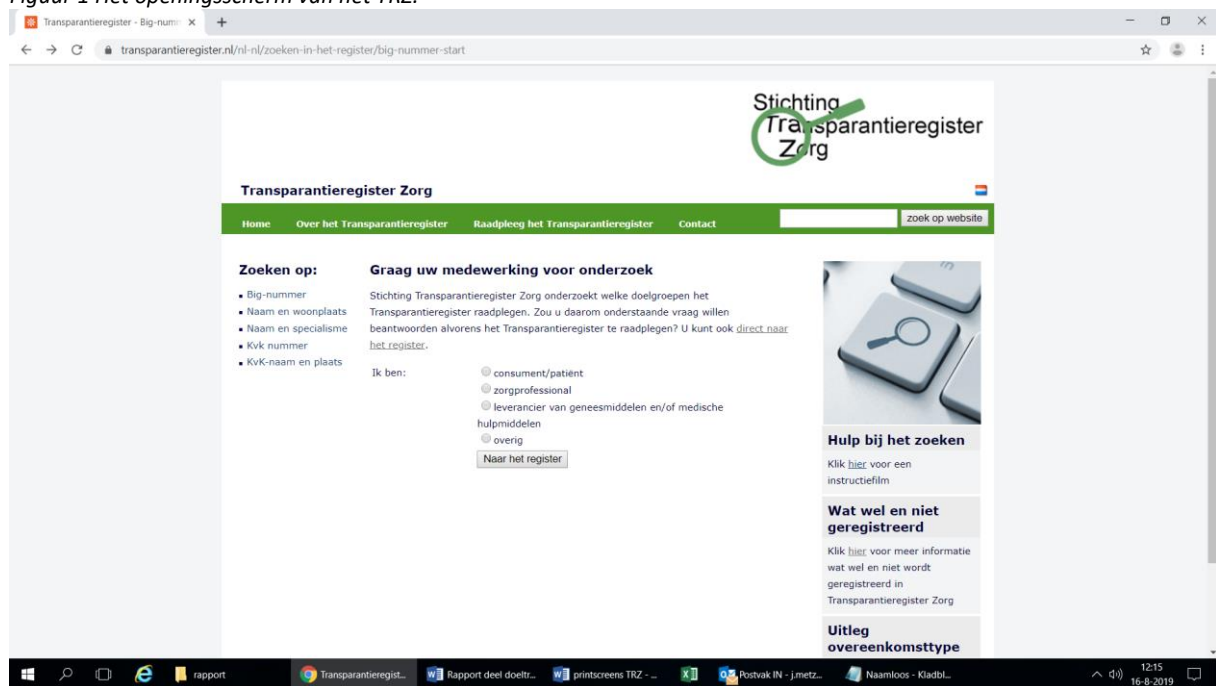 Figuur 1 Het openingsscherm van het TRZ.
Transparantieregister - Big-numm
transparantieregister.nl/nl-nl/zoeken-in-het-register/big-nummer-start
Stichting
Transparantieregister
Zorg
Transparantieregister Zorg
Home Over het Transparantieregister Raadpleeg het Transparantieregister Contact zoek op website
Zoeken op:
Big-nummer
Naam en woonplaats
Naam en specialisme
Kvk nummer
KvK-naam en plaats
Graag uw medewerking voor onderzoek
Stichting Transparantieregister Zorg onderzoekt welke doelgroepen het
Transparantieregister raadplegen. Zou u daarom onderstaande vraag willen
beantwoorden alvorens het Transparantieregister te raadplegen? U kunt ook direct naar
het register.
Ik ben:
consument/patiënt
zorgprofessional
leverancier van geneesmiddelen en/of medische
hulpmiddelen
overig
Naar het register
Hulp bij het zoeken
Klik hier voor een
instructiefilm
Wat wel en niet
geregistreerd
Klik hier voor meer informatie
wat wel en niet wordt
geregistreerd in
Transparantieregister Zorg
Uitleg
overeenkomsttype
rapport Transparantieregist... Rapport deel doeltr... printscreens TRZ - ... Postvak IN - j.metz... Naamloos - Kladbl...
12:15
16-8-2019